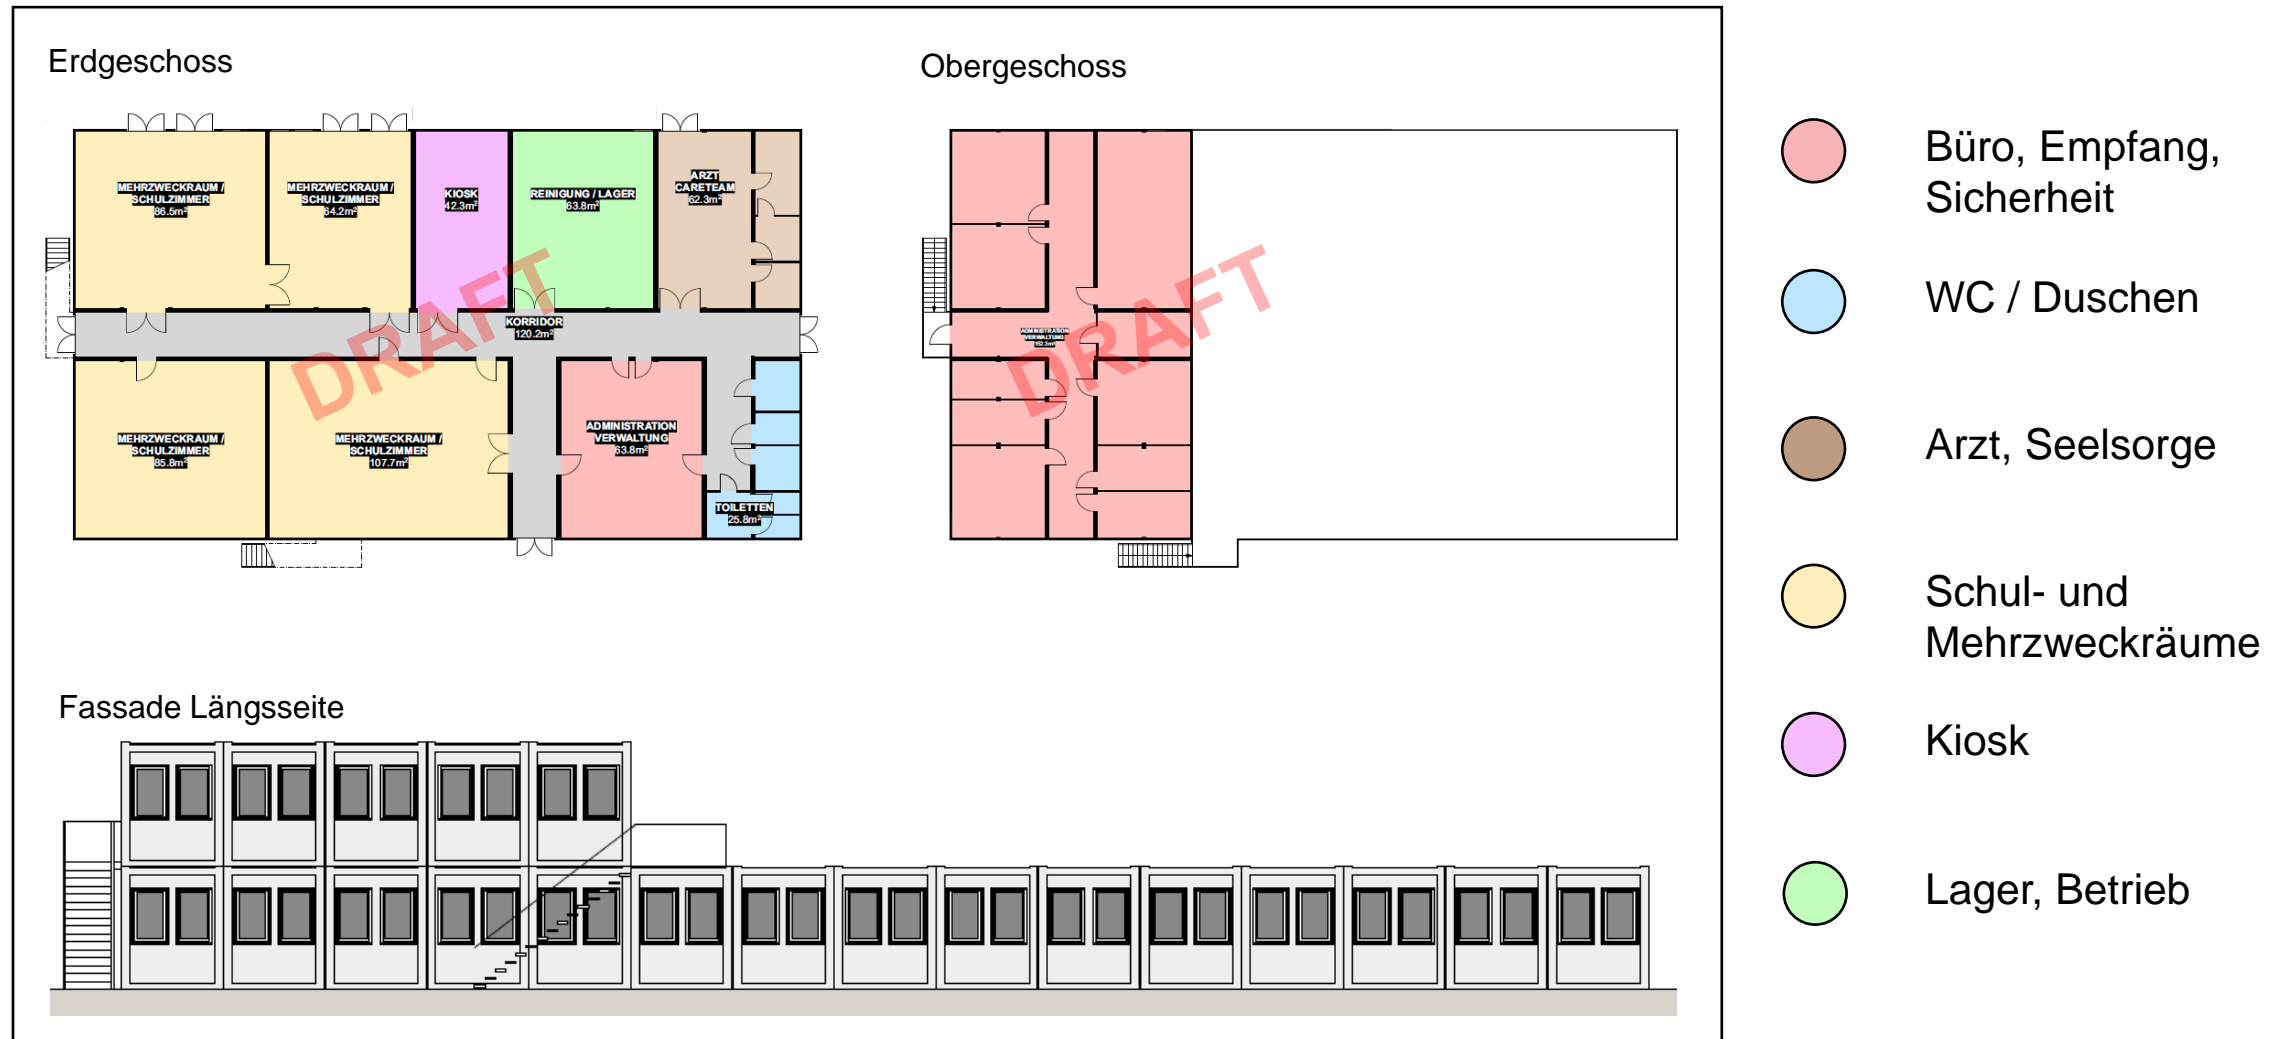 Erdgeschoss
Obergeschoss
MEHRZWECKRAUM /
SCHULZIMMER
86.5m²
MEHRZWECKRAUM /
SCHULZIMMER
64.2m²
KIOSK
42.3m²
REINIGUNG / LAGER
63.8m²
ARZT
CARETEAM
62.3m²
KORRIDOR
120.2m²
MEHRZWECKRAUM /
SCHULZIMMER
85.8m²
MEHRZWECKRAUM /
SCHULZIMMER
107.7m²
ADMINISTRATION
VERWALTUNG
63.8m²
TOILETTEN
25.8m²
DRAFT
ADMINISTRATION
VERWALTUNG
DRAFT
Fassade Längsseite
Büro, Empfang,
Sicherheit
WC / Duschen
Arzt, Seelsorge
Schul- und
Mehrzweckräume
Kiosk
Lager, Betrieb